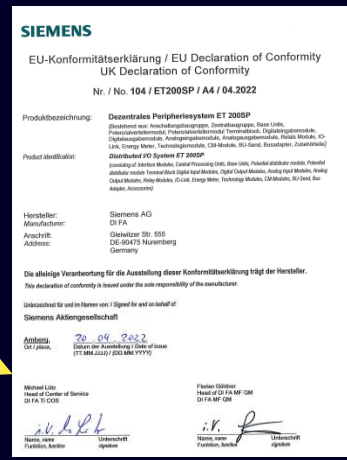 SIEMENS
EU-Konformitätserklärung / EU Declaration of Conformity
UK Declaration of Conformity
Nr. / No. 104 / ET200SP / A4 / 04.2022
Produktbezeichnung:
Dezentrales Peripheriesystem ET 200SP
(Bestehend aus: Anschaltungsbaugruppe, Zentralbaugruppe, Base Units,
Potenzialverteilermodul, Potenzialverteilermodul Terminalblock, Digitaleingabemodule,
Digitalausgabemodule, Analogeingabemodule, Analogausgabemodule, Relais Module, IO-
Link, Energy Meter, Technologiemodule, CM-Module, BU-Send, Busadapter, Zubehörteile)
Product identification:
Distributed I/O System ET 200SP
(consisting of Interface Modules, Central Processing Units, Base Units, Potential distributor module, Potential
distributor module Terminal Block Digital Input Modules, Digital Output Modules, Analog Input Modules, Analog
Output Modules, Relay Modules, IO-Link, Energy Meter, Technology Modules, CM-Modules, BU-Send, Bus
Adapter, Accessories)
Hersteller:
Manufacturer:
Siemens AG
DI FA
Anschrift:
Address:
Gleiwitzer Str. 555
DE-90475 Nuremberg
Germany
Die alleinige Verantwortung für die Ausstellung dieser Konformitätserklärung trägt der Hersteller.
This declaration of conformity is issued under the sole responsibility of the manufacturer.
Unterzeichnet für und im Namen von: / Signed for and on behalf of:
Siemens Aktiengesellschaft
Amberg,
20.04.2022
Ort / place,
Datum der Ausstellung / Date of issue
(TT.MM.JJJJ) / (DD.MM.YYYY)
Michael Lütz
Head of Center of Service
DI FA TI COS
Florian Göldner
Head of DI FA MF QM
DI FA MF QM
i.V.
i.V.
Name, name
Funktion, function
Unterschrift
signature
Name, name
Funktion, function
Unterschrift
signature